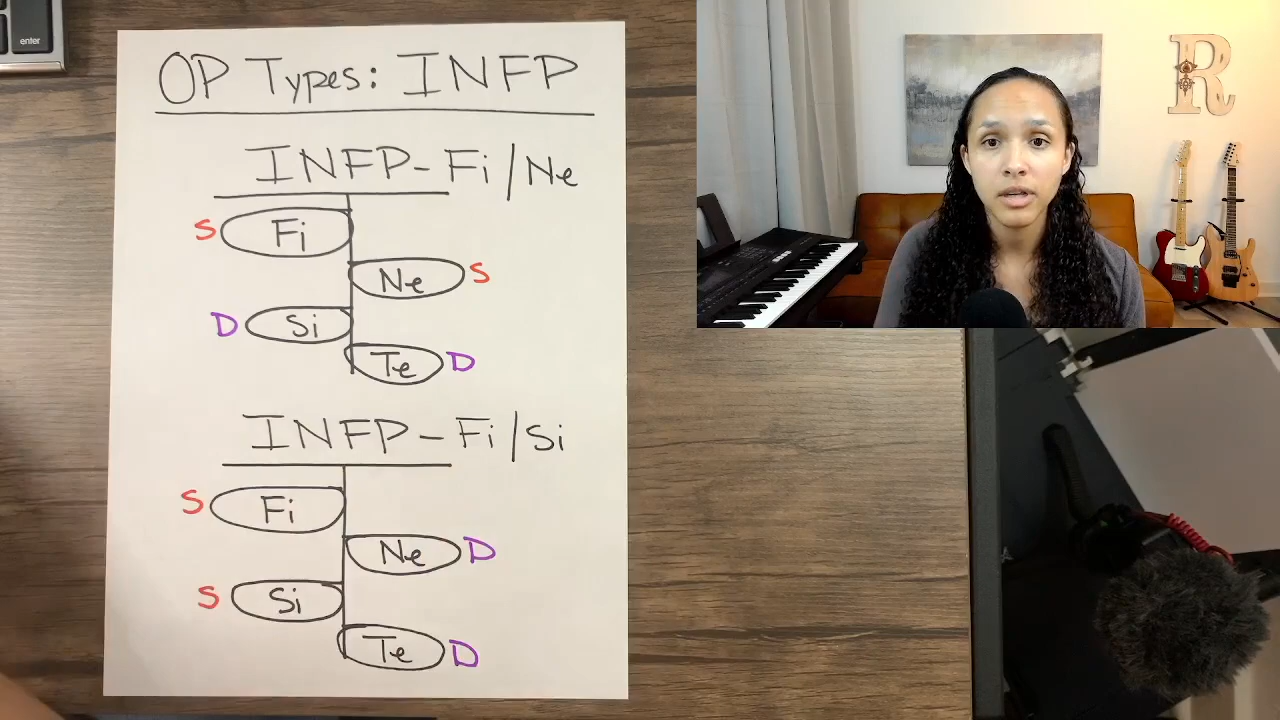 enter
OP Types: INFP
INFP-Fi/Ne
S Fi
Ne S
D Si
Te D
INFP-Fi/Si
S Fi
Ne D
S Si
Te D
R